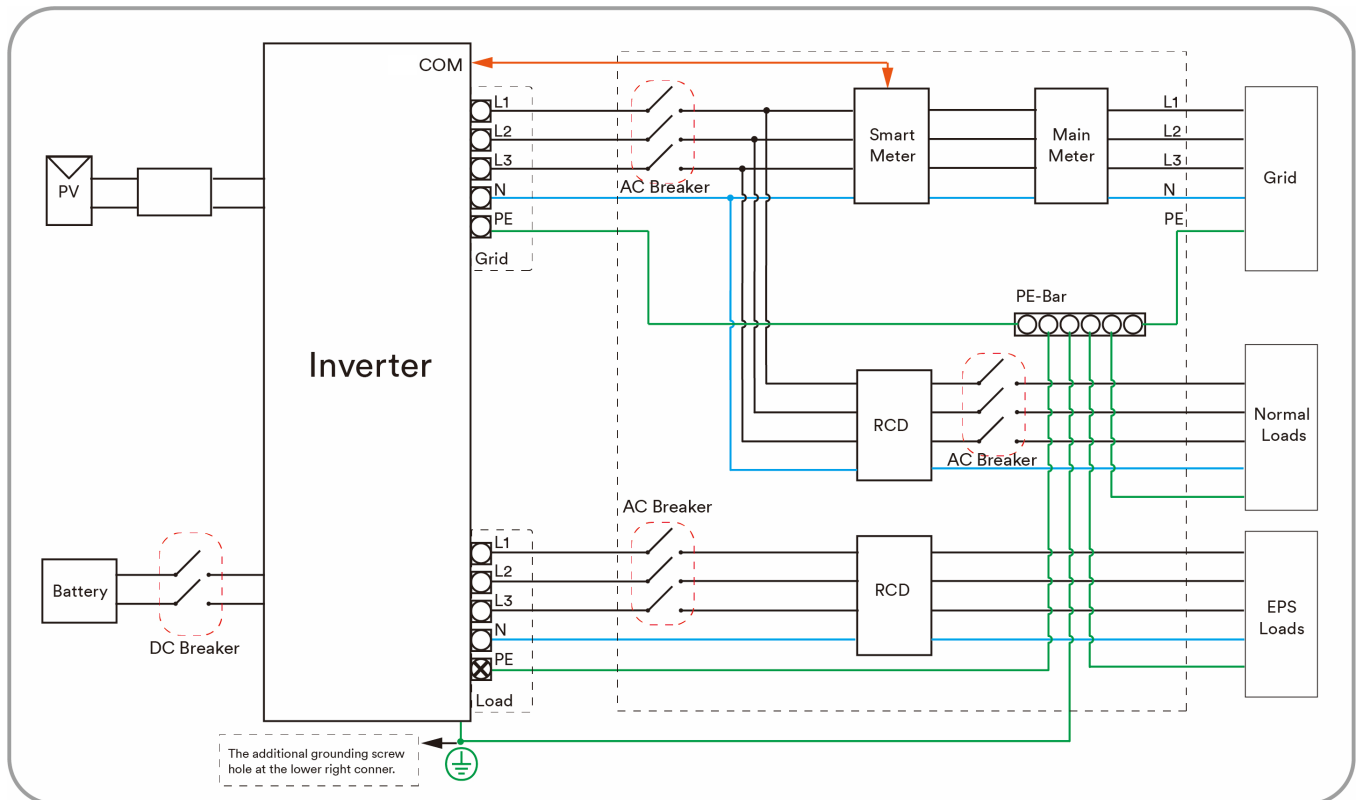 COM
L1
L2
L3
N
PE
Grid
AC Breaker
Smart
Meter
Main
Meter
L1
L2
L3
N
PE
Grid
PV
PE-Bar
Inverter
RCD
AC Breaker
Normal
Loads
AC Breaker
L1
L2
L3
N
PE
Load
RCD
EPS
Loads
Battery
DC Breaker
The additional grounding screw
hole at the lower right conner.